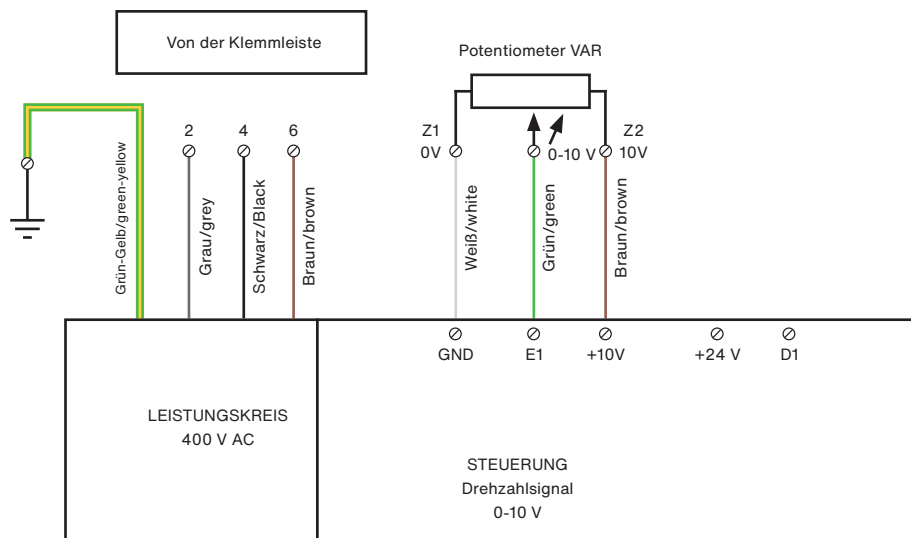 Von der Klemmleiste
Potentiometer VAR
2
4
6
Z1
0V
0-10 V
Z2
10V
Grün-Gelb/green-yellow
Grau/grey
Schwarz/Black
Braun/brown
Weiß/white
Grün/green
Braun/brown
GND
E1
+10V
+24 V
D1
LEISTUNGSKREIS
400 V AC
STEUERUNG
Drehzahlsignal
0-10 V